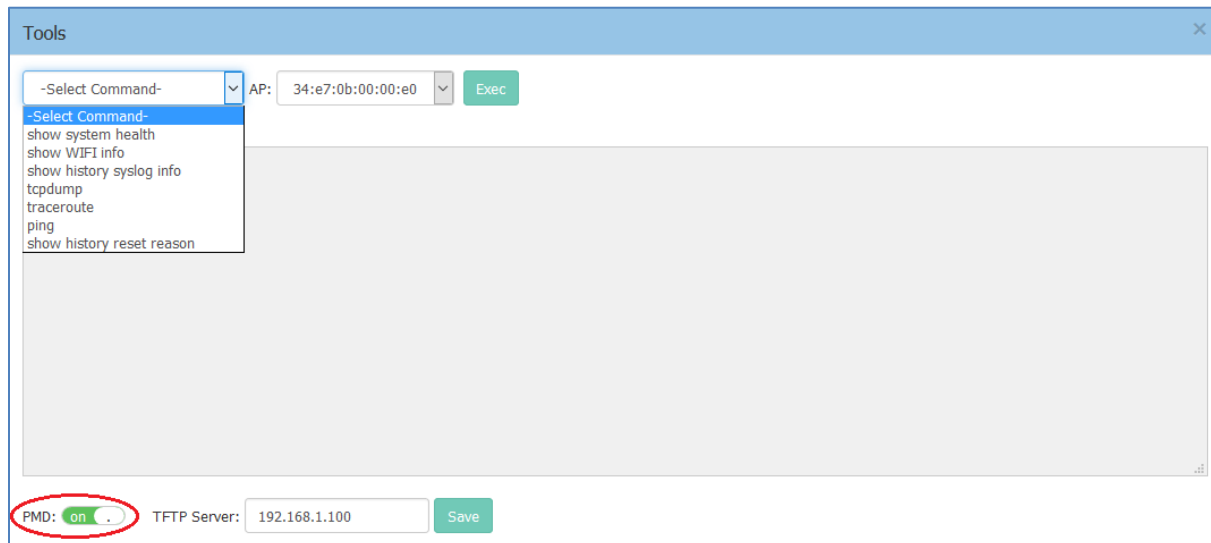 Tools
-Select Command- AP: 34:e7:0b:00:00:e0 Exec
-Select Command-
show system health
show WIFI info
show history syslog info
tcpdump
traceroute
ping
show history reset reason
PMD: on . TFTP Server: 192.168.1.100 Save